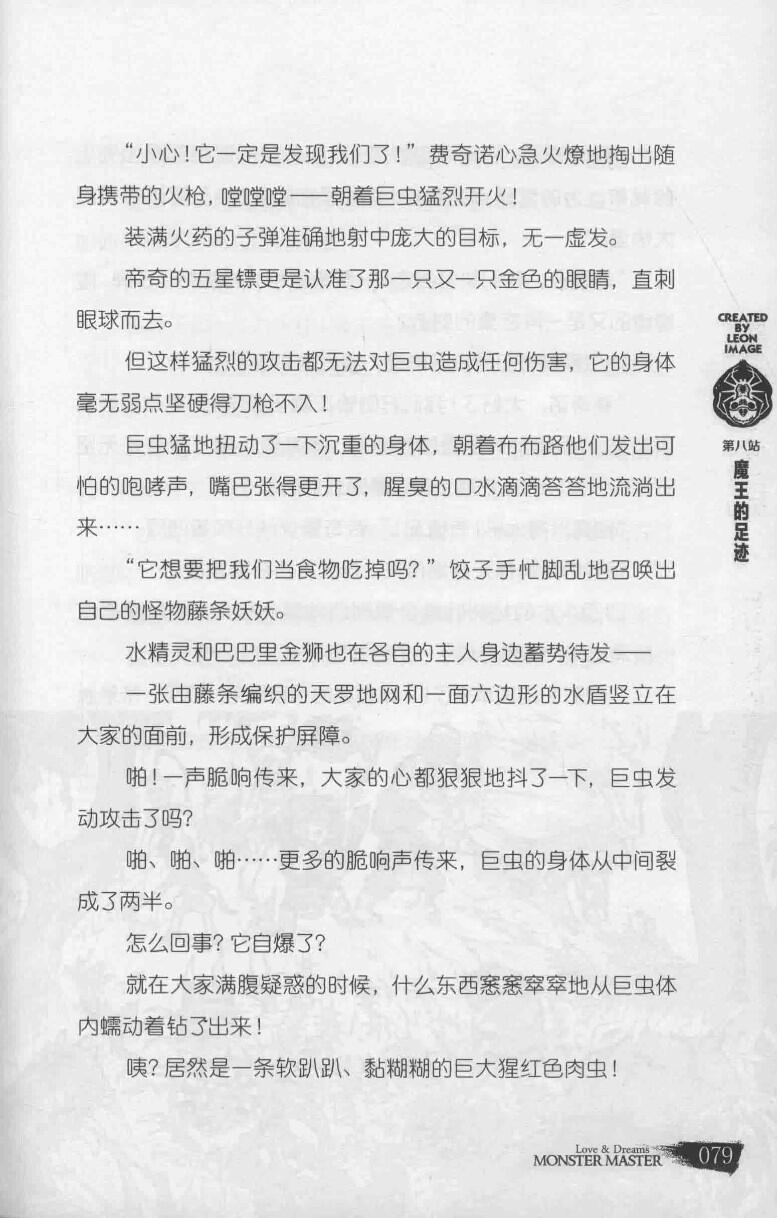 “小心！它一定是发现我们了！”费奇诺心急火燎地掏出随
身携带的火枪，嘡嘡嘡——朝着巨虫猛烈开火！
装满火药的子弹准确地射中庞大的目标，无一虚发。
帝奇的五星镖更是认准了那一只又一只金色的眼睛，直刺
眼球而去。
但这样猛烈的攻击都无法对巨虫造成任何伤害，它的身体
毫无弱点坚硬得刀枪不入！
巨虫猛地扭动了一下沉重的身体，朝着布布路他们发出可
怕的咆哮声，嘴巴张得更开了，腥臭的口水滴滴答答地流淌出
来……
“它想要把我们当食物吃掉吗？”饺子手忙脚乱地召唤出
自己的怪物藤条妖妖。
水精灵和巴巴里金狮也在各自的主人身边蓄势待发——
一张由藤条编织的天罗地网和一面六边形的水盾竖立在
大家的面前，形成保护屏障。
啪！一声脆响传来，大家的心都狠狠地抖了一下，巨虫发
动攻击了吗？
啪、啪、啪……更多的脆响声传来，巨虫的身体从中间裂
成了两半。
怎么回事？它自爆了？
就在大家满腹疑惑的时候，什么东西窸窸窣窣地从巨虫体
内蠕动着钻了出来！
咦？居然是一条软趴趴、黏糊糊的巨大猩红色肉虫！
CREATED
BY
LEON
IMAGE
第八站
魔王的足迹
Love & Dreams
MONSTER MASTER
079